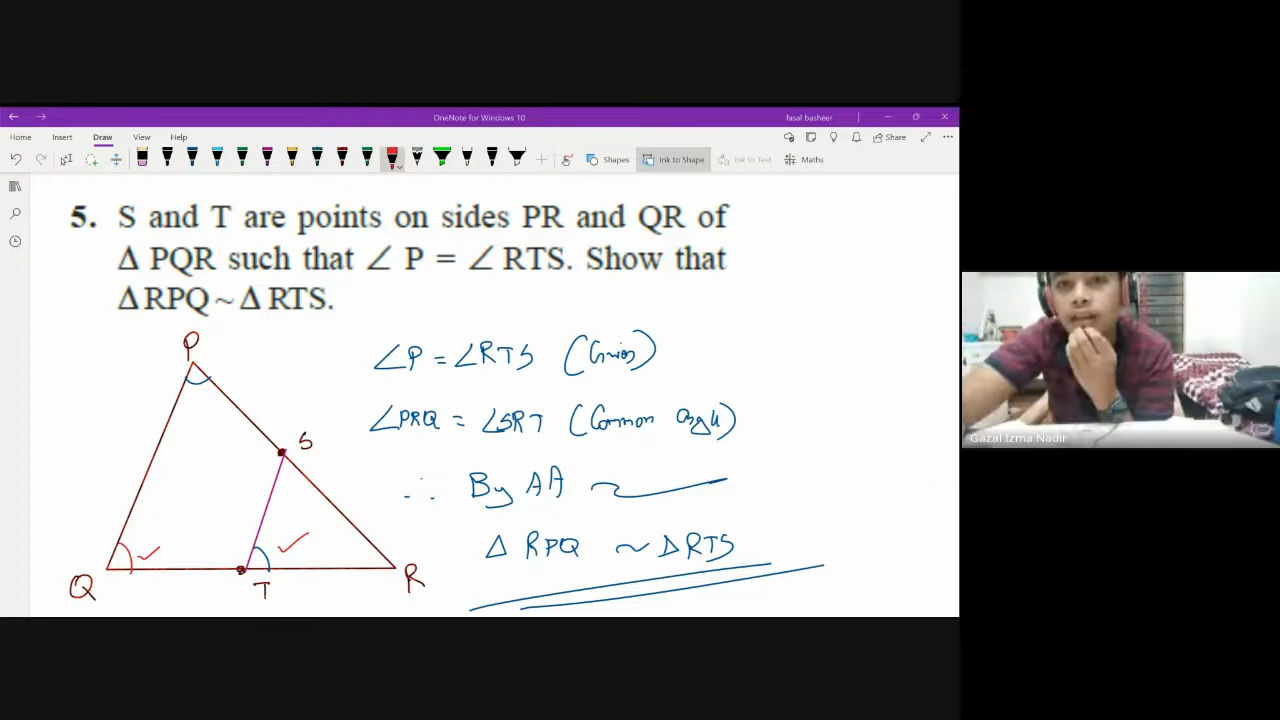 OneNote for Windows 10
fasal basheer
Home Insert Draw View Help
Share
Shapes
Ink to Shape
Ink to Text
Maths
5. S and T are points on sides PR and QR of
Δ PQR such that ∠ P = ∠ RTS. Show that
Δ RPQ ~ Δ RTS.
P
S
Q
T
R
∠P = ∠RTS (Given)
∠PRQ = ∠SRT (Common angle)
∴ By AA ~
Δ RPQ ~ Δ RTS
Gazal Izma Nadir